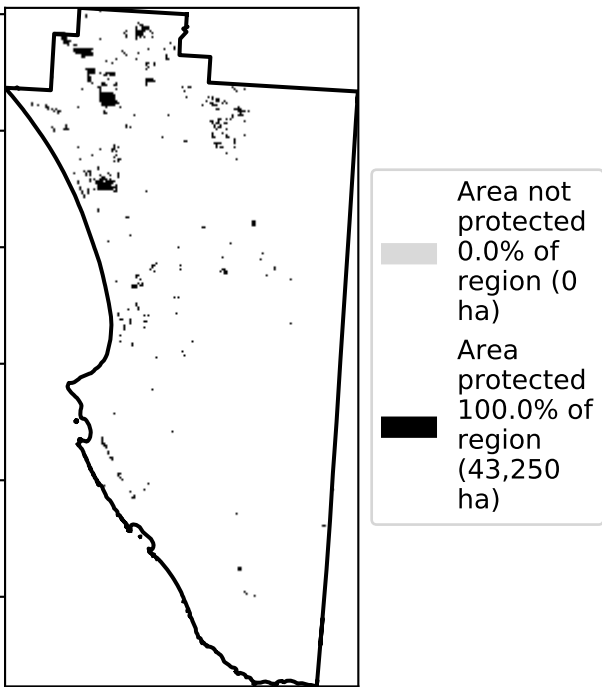 Area not
protected
0.0% of
region (0
ha)
Area
protected
100.0% of
region
(43,250
ha)